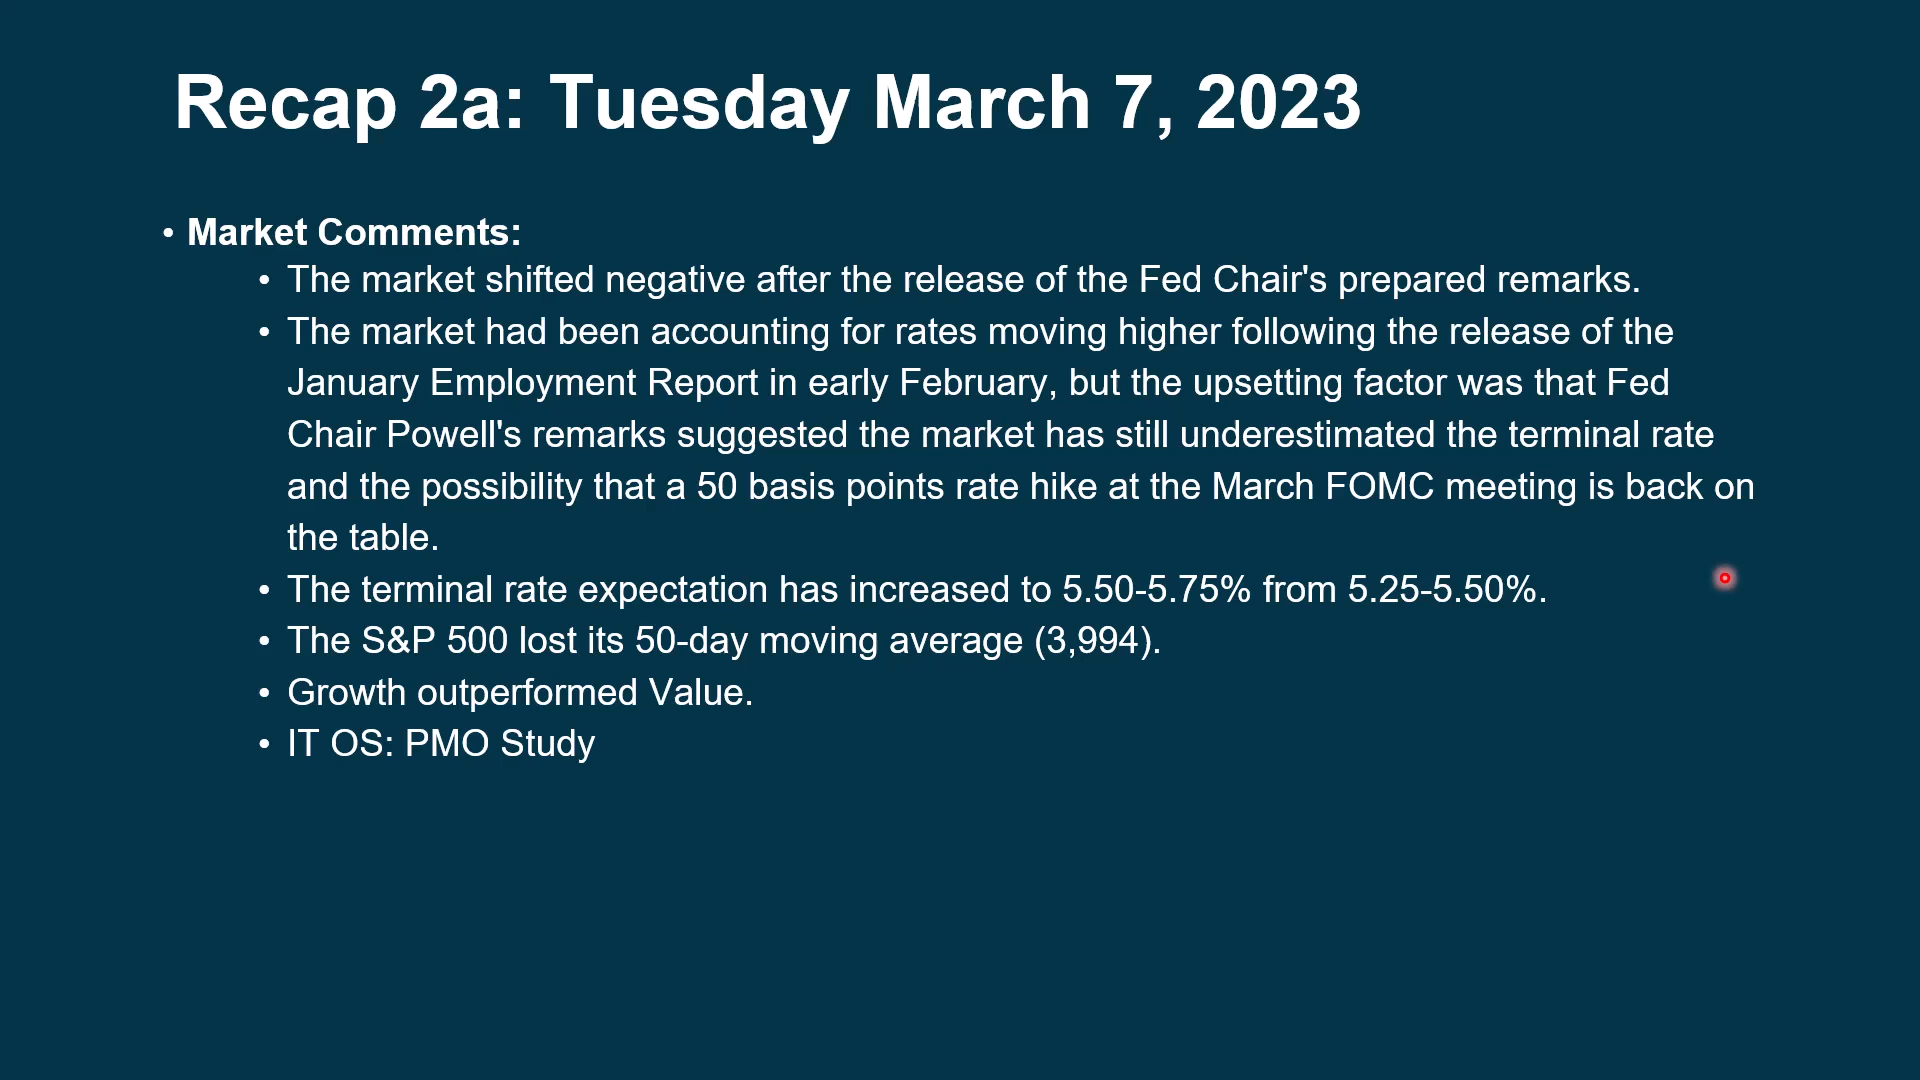 Recap 2a: Tuesday March 7, 2023
• Market Comments:
• The market shifted negative after the release of the Fed Chair's prepared remarks.
• The market had been accounting for rates moving higher following the release of the
January Employment Report in early February, but the upsetting factor was that Fed
Chair Powell's remarks suggested the market has still underestimated the terminal rate
and the possibility that a 50 basis points rate hike at the March FOMC meeting is back on
the table.
• The terminal rate expectation has increased to 5.50-5.75% from 5.25-5.50%.
• The S&P 500 lost its 50-day moving average (3,994).
• Growth outperformed Value.
• IT OS: PMO Study